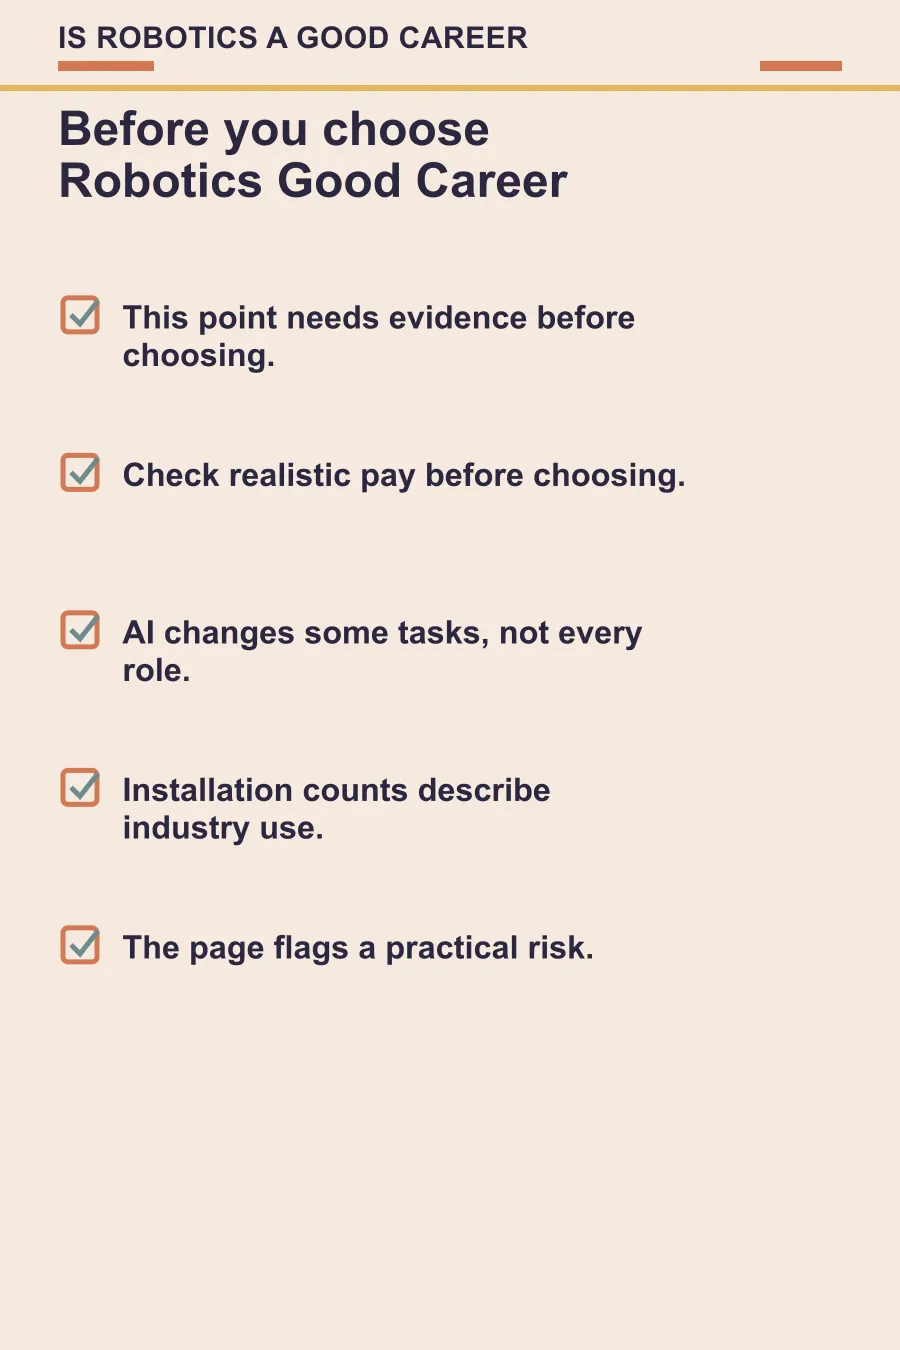 IS ROBOTICS A GOOD CAREER
Before you choose
Robotics Good Career
This point needs evidence before
choosing.
Check realistic pay before choosing.
AI changes some tasks, not every
role.
Installation counts describe
industry use.
The page flags a practical risk.